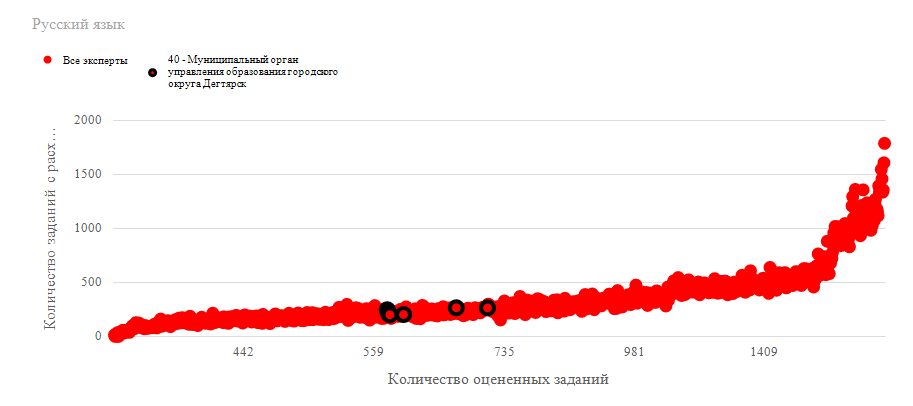 Русский язык
Все эксперты
40 - Муниципальный орган
управления образования городского
округа Дегтярск
Количество заданий с расх…
2000
1500
1000
500
0
442
559
735
981
1409
Количество оцененных заданий